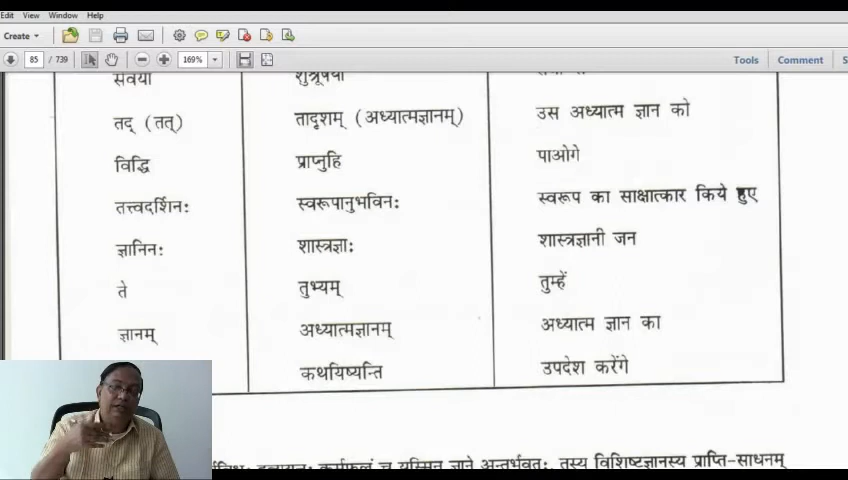 Edit View Window Help
Create
85 / 739 169% Tools Comment S
सेवया शुश्रूषया
तद् (तत्) तादृशम् (अध्यात्मज्ञानम्) उस अध्यात्म ज्ञान को
विद्धि प्राप्नुहि पाओगे
तत्त्वदर्शिनः स्वरूपानुभविनः स्वरूप का साक्षात्कार किये हुए
ज्ञानिनः शास्त्रज्ञाः शास्त्रज्ञानी जन
ते तुभ्यम् तुम्हें
ज्ञानम् अध्यात्मज्ञानम् अध्यात्म ज्ञान का
कथयिष्यन्ति उपदेश करेंगे
कर्मफलं च यस्मिन् ज्ञाने अन्तर्भवतः, तस्य विशिष्टज्ञानस्य प्राप्ति-साधनम्